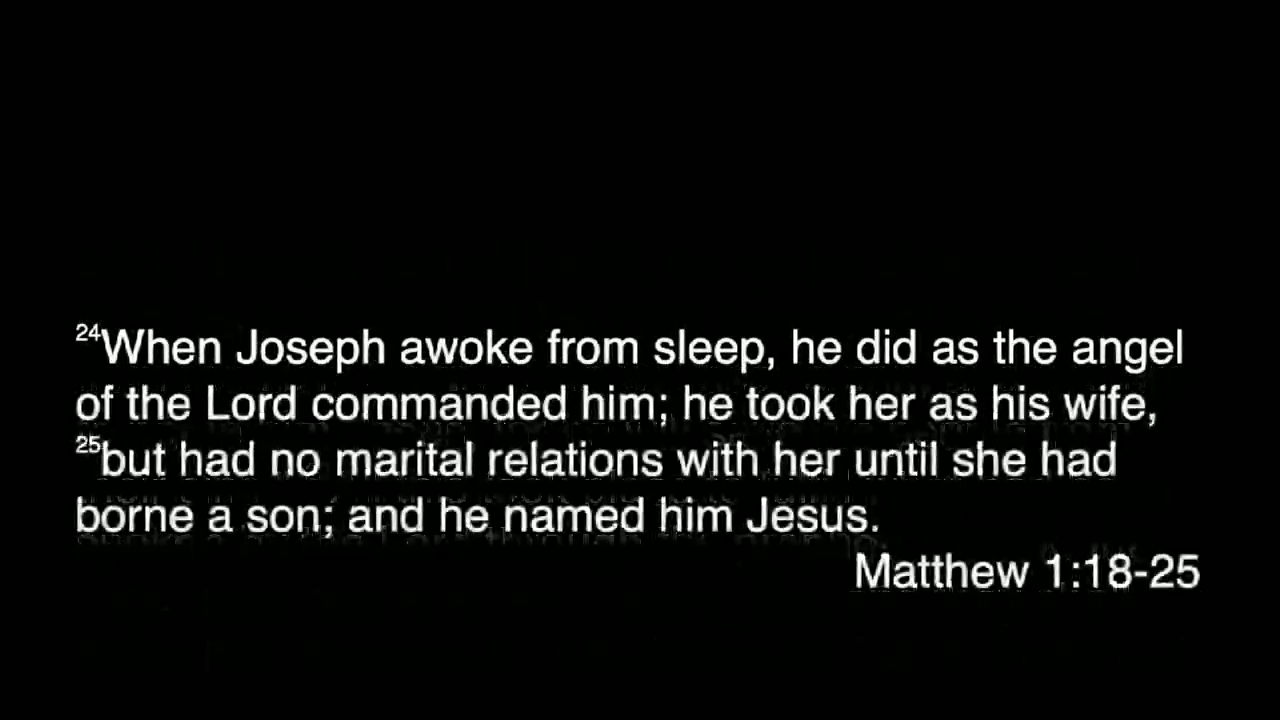 24When Joseph awoke from sleep, he did as the angel
of the Lord commanded him; he took her as his wife,
25but had no marital relations with her until she had
borne a son; and he named him Jesus.
Matthew 1:18-25